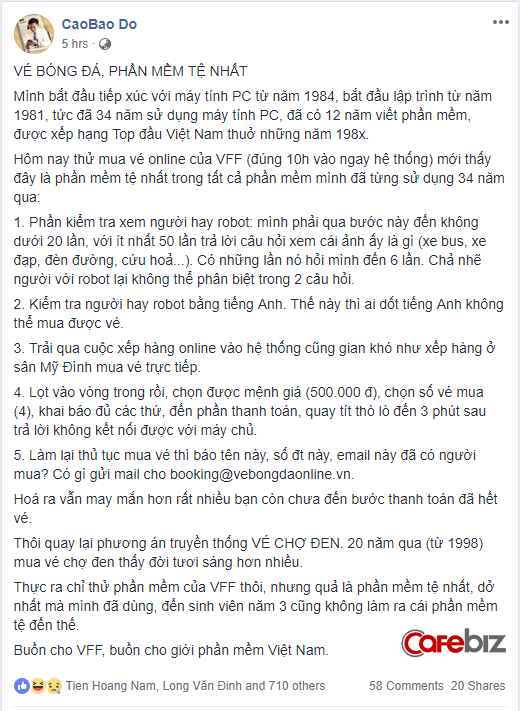 CaoBao Do
5 hrs ·
VÉ BÓNG ĐÁ, PHẦN MỀM TỆ NHẤT
Mình bắt đầu tiếp xúc với máy tính PC từ năm 1984, bắt đầu lập trình từ năm
1981, tức đã 34 năm sử dụng máy tính PC, đã có 12 năm viết phần mềm,
được xếp hạng Top đầu Việt Nam thuở những năm 198x.
Hôm nay thử mua vé online của VFF (đúng 10h vào ngay hệ thống) mới thấy
đây là phần mềm tệ nhất trong tất cả phần mềm mình đã từng sử dụng 34 năm
qua:
1. Phần kiểm tra xem người hay robot: mình phải qua bước này đến không
dưới 20 lần, với ít nhất 50 lần trả lời câu hỏi xem cái ảnh ấy là gì (xe bus, xe
đạp, đèn đường, cứu hoả...). Có những lần nó hỏi mình đến 6 lần. Chả nhẽ
người với robot lại không thể phân biệt trong 2 câu hỏi.
2. Kiểm tra người hay robot bằng tiếng Anh. Thế này thì ai dốt tiếng Anh không
thể mua được vé.
3. Trải qua cuộc xếp hàng online vào hệ thống cũng gian khó như xếp hàng ở
sân Mỹ Đình mua vé trực tiếp.
4. Lọt vào vòng trong rồi, chọn được mệnh giá (500.000 đ), chọn số vé mua
(4), khai báo đủ các thứ, đến phần thanh toán, quay tít thò lò đến 3 phút sau
trả lời không kết nối được với máy chủ.
5. Làm lại thủ tục mua vé thì báo tên này, số đt này, email này đã có người
mua? Có gì gửi mail cho booking@vebongdaonline.vn.
Hoá ra vẫn may mắn hơn rất nhiều bạn còn chưa đến bước thanh toán đã hết
vé.
Thôi quay lại phương án truyền thống VÉ CHỢ ĐEN. 20 năm qua (từ 1998)
mua vé chợ đen thấy đời tươi sáng hơn nhiều.
Thực ra chỉ thử phần mềm của VFF thôi, nhưng quả là phần mềm tệ nhất, dở
nhất mà mình đã dùng, đến sinh viên năm 3 cũng không làm ra cái phần mềm
tệ đến thế.
Buồn cho VFF, buồn cho giới phần mềm Việt Nam.
CafeBiz
Tien Hoang Nam, Long Văn Đinh and 710 others
58 Comments 20 Shares